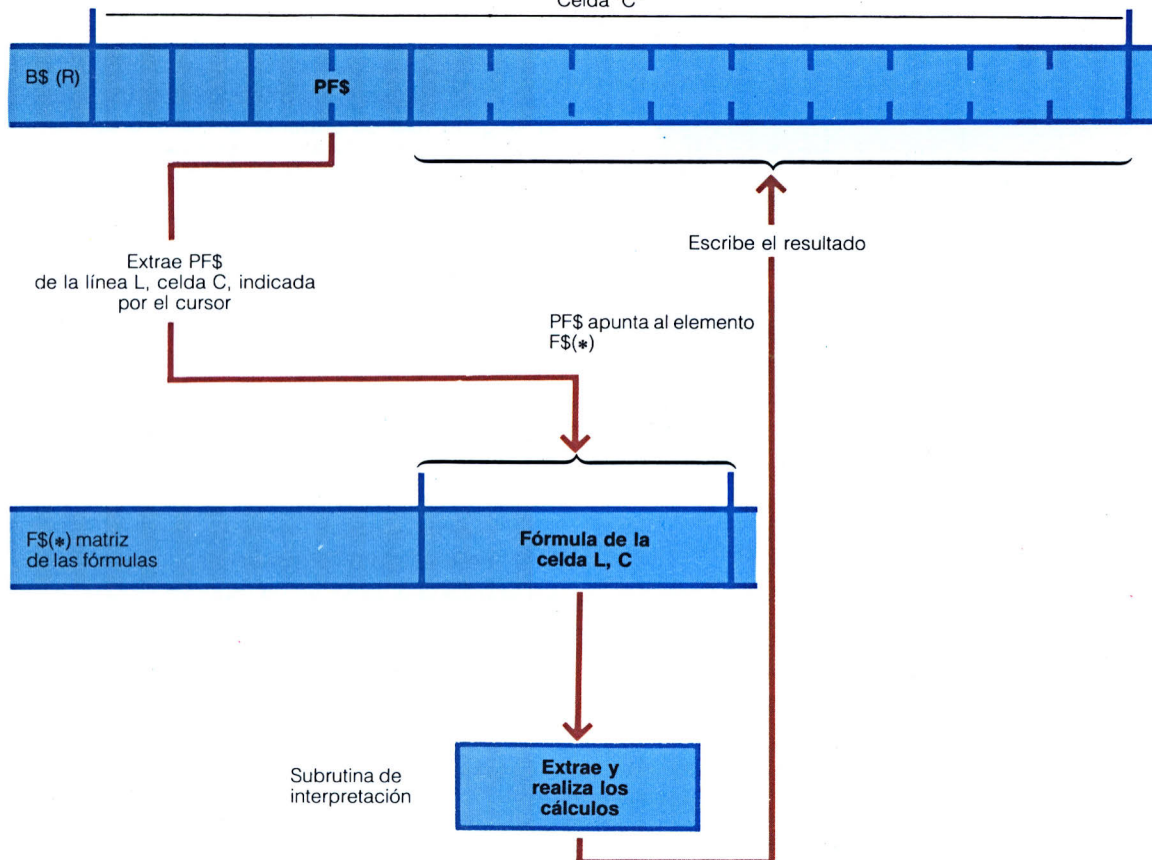 Celda C
B$ (R)
PF$
Extrae PF$
de la línea L, celda C, indicada
por el cursor
Escribe el resultado
PF$ apunta al elemento
F$(*)
F$(*) matriz
de las fórmulas
Fórmula de la
celda L, C
Subrutina de
interpretación
Extrae y
realiza los
cálculos